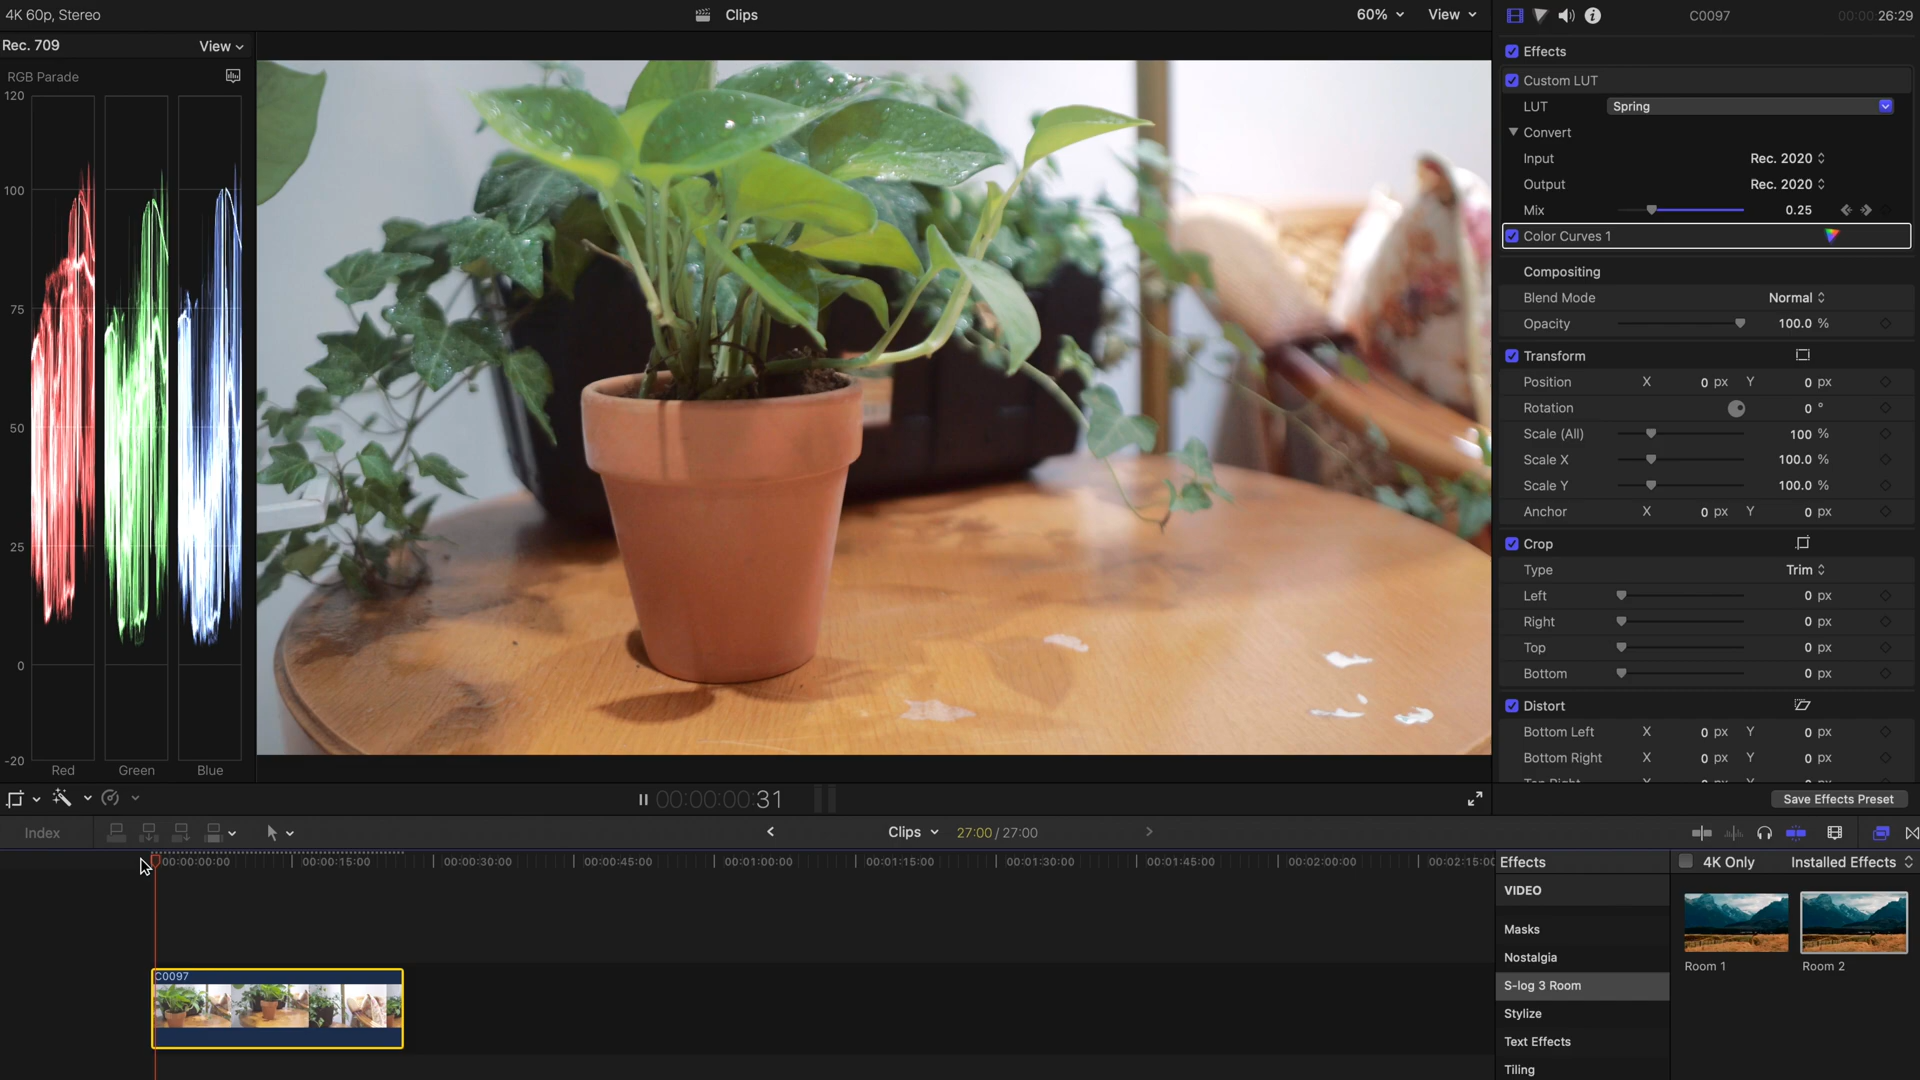 4K 60p, Stereo
Clips
60%
View
C0097
00:00:26:29
Rec. 709
View
RGB Parade
120
100
75
50
25
0
-20
Red
Green
Blue
Effects
Custom LUT
LUT
Spring
Convert
Input
Rec. 2020
Output
Rec. 2020
Mix
0.25
Color Curves 1
Compositing
Blend Mode
Normal
Opacity
100.0 %
Transform
Position
X 0 px Y 0 px
Rotation
0 °
Scale (All)
100 %
Scale X
100.0 %
Scale Y
100.0 %
Anchor
X 0 px Y 0 px
Crop
Type
Trim
Left
0 px
Right
0 px
Top
0 px
Bottom
0 px
Distort
Bottom Left
X 0 px Y 0 px
Bottom Right
X 0 px Y 0 px
00:00:00:31
Save Effects Preset
Index
Clips
27:00 / 27:00
00:00:00:00
00:00:15:00
00:00:30:00
00:00:45:00
00:01:00:00
00:01:15:00
00:01:30:00
00:01:45:00
00:02:00:00
00:02:15:00
C0097
Effects
4K Only
Installed Effects
VIDEO
Masks
Nostalgia
S-log 3 Room
Stylize
Text Effects
Tiling
Room 1
Room 2